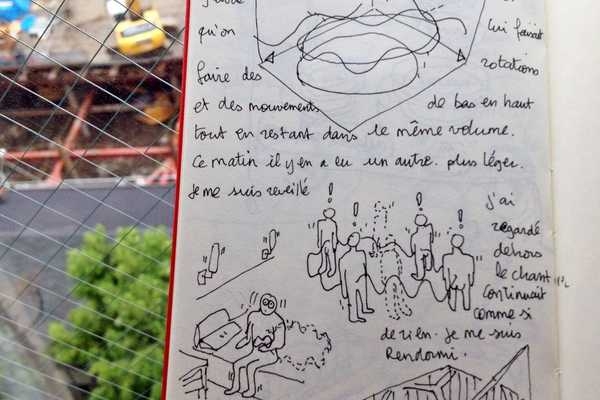 qu'on
lui faisait
faire des
rotations
et des mouvements
de bas en haut
tout en restant dans le même volume.
Ce matin il y en a eu un autre. plus léger.
Je me suis reveillé
! ! ! !
j'ai
regardé
dehors
le chant
continuait
comme si
de rien. Je me suis
Rendormi.